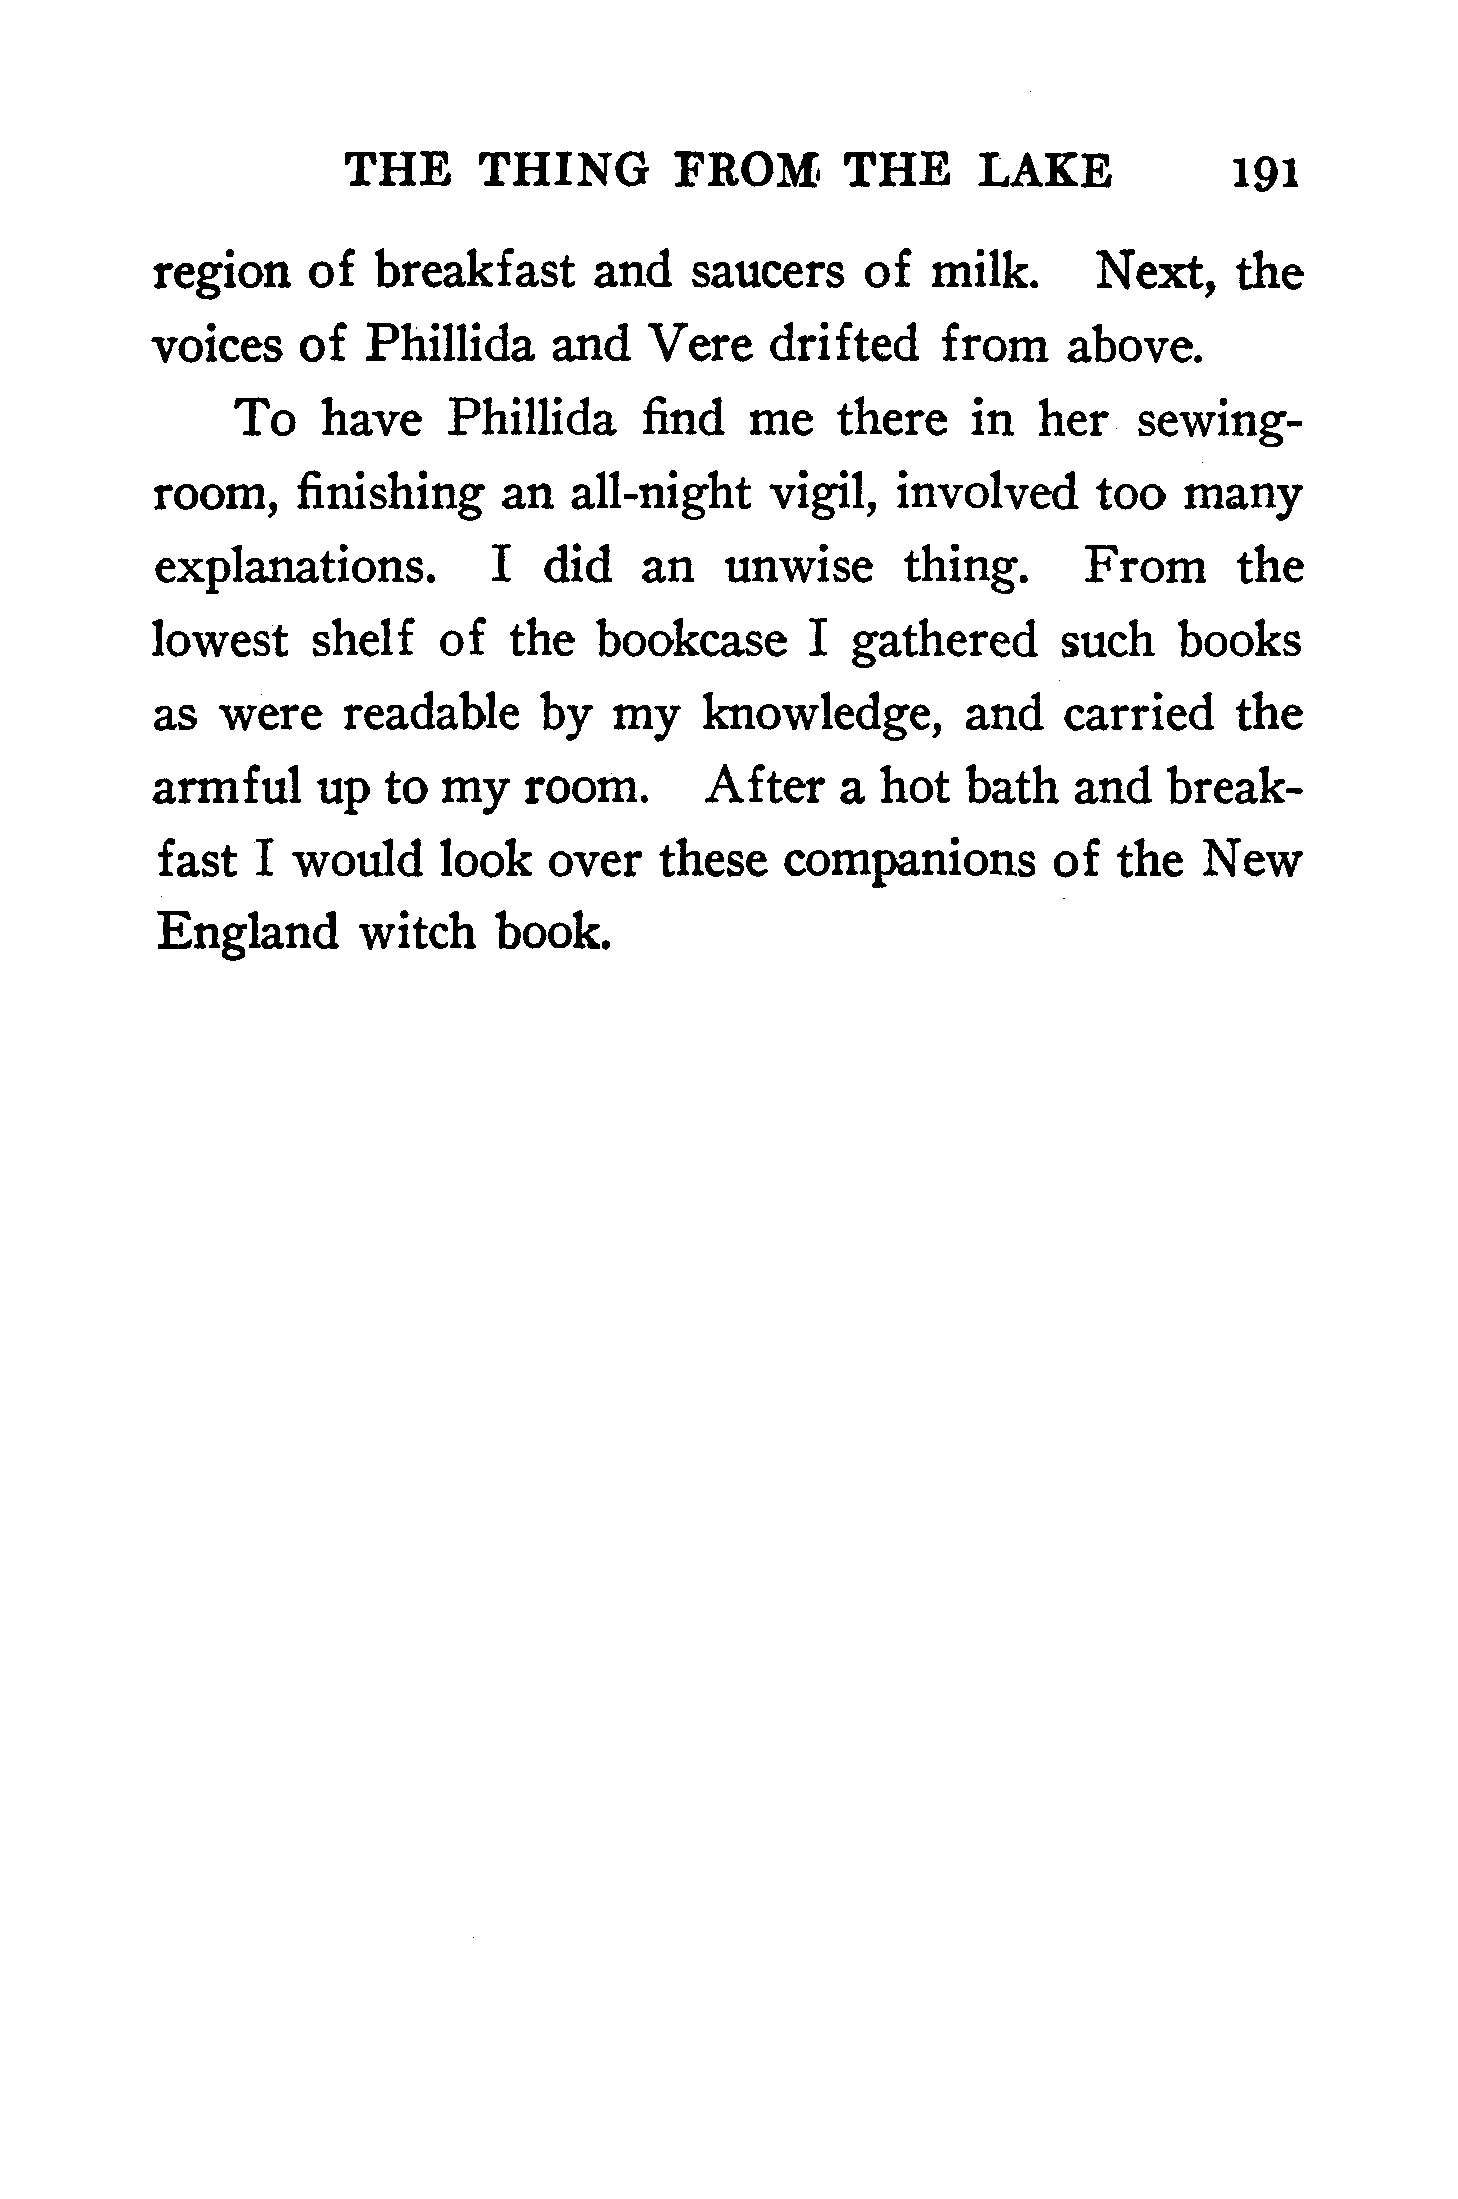 THE THING FROM THE LAKE 191
region of breakfast and saucers of milk. Next, the
voices of Phillida and Vere drifted from above.
To have Phillida find me there in her sewing-
room, finishing an all-night vigil, involved too many
explanations. I did an unwise thing. From the
lowest shelf of the bookcase I gathered such books
as were readable by my knowledge, and carried the
armful up to my room. After a hot bath and break-
fast I would look over these companions of the New
England witch book.